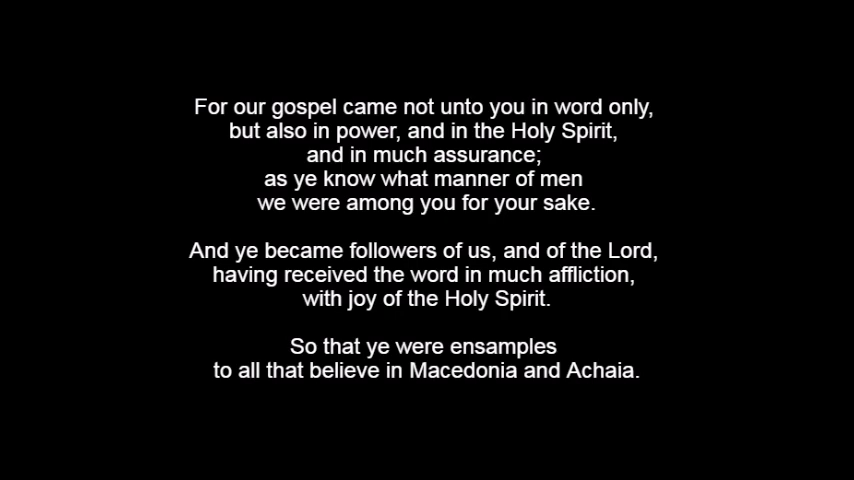 For our gospel came not unto you in word only,
but also in power, and in the Holy Spirit,
and in much assurance;
as ye know what manner of men
we were among you for your sake.
And ye became followers of us, and of the Lord,
having received the word in much affliction,
with joy of the Holy Spirit.
So that ye were ensamples
to all that believe in Macedonia and Achaia.